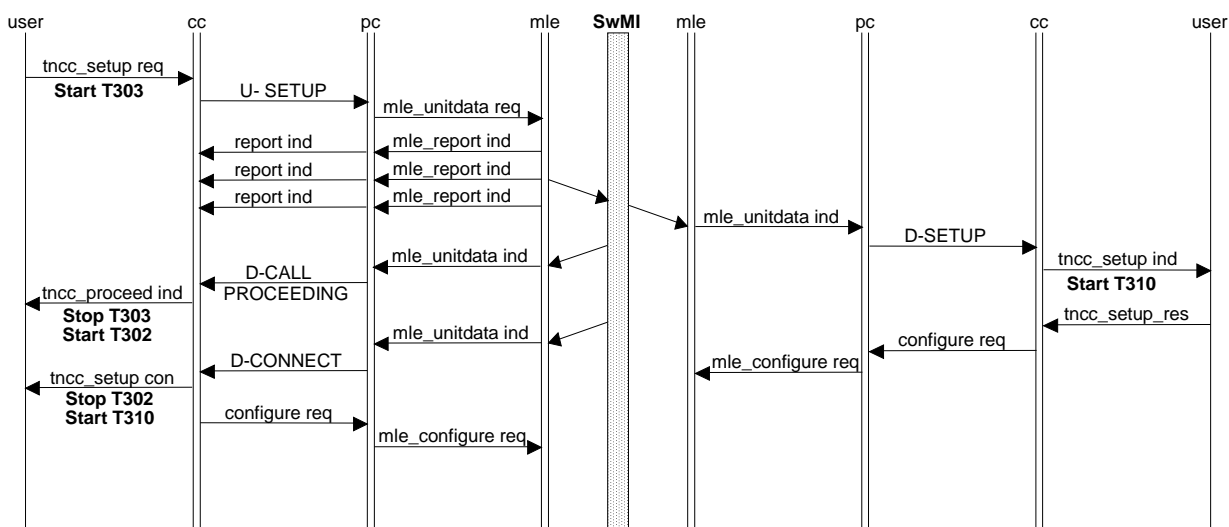 user cc pc mle SwMI mle pc cc user
tncc_setup req
Start T303
U- SETUP
mle_unitdata req
report ind
mle_report ind
report ind
mle_report ind
report ind
mle_report ind
mle_unitdata ind
D-SETUP
mle_unitdata ind
tncc_setup ind
D-CALL
PROCEEDING
Start T310
tncc_proceed ind
Stop T303
Start T302
tncc_setup_res
mle_unitdata ind
configure req
D-CONNECT
mle_configure req
tncc_setup con
Stop T302
Start T310
configure req
mle_configure req